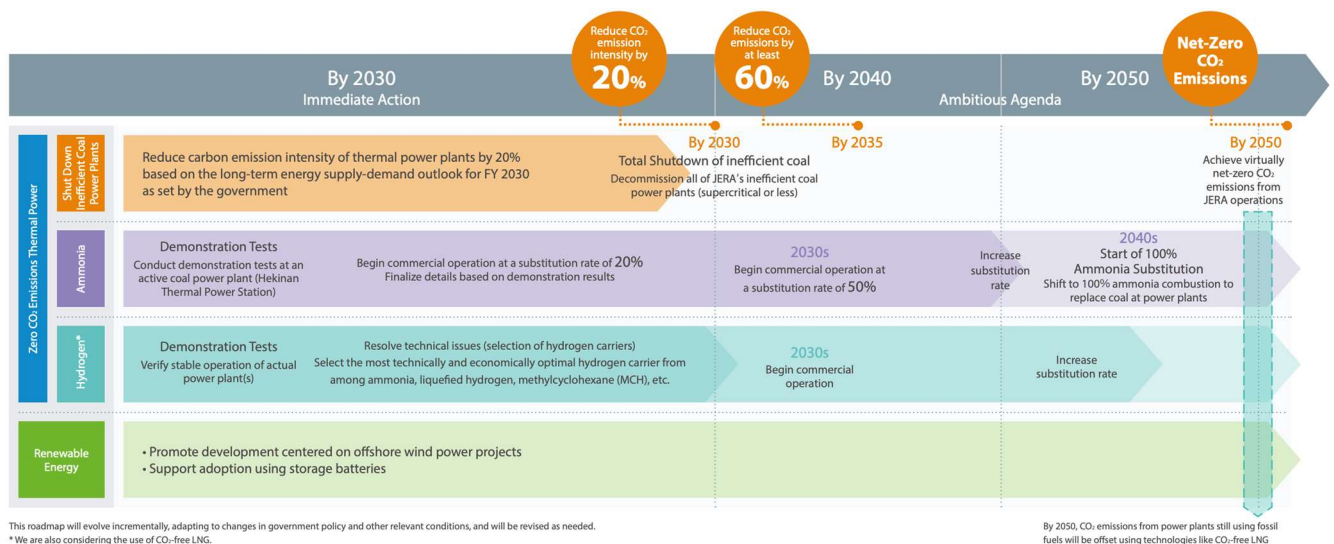 Reduce CO₂
emission
intensity by
20%
Reduce CO₂
emissions by
at least
60%
Net-Zero
CO₂
Emissions
By 2030
Immediate Action
By 2040
Ambitious Agenda
By 2050
By 2030
By 2035
By 2050
Achieve virtually
net-zero CO₂
emissions from
JERA operations
Zero CO₂ Emissions Thermal Power
Shut Down
Inefficient Coal
Power Plants
Reduce carbon emission intensity of thermal power plants by 20%
based on the long-term energy supply-demand outlook for FY 2030
as set by the government
Total Shutdown of inefficient coal
Decommission all of JERA's inefficient coal
power plants (supercritical or less)
Ammonia
Demonstration Tests
Conduct demonstration tests at an
active coal power plant (Hekinan
Thermal Power Station)
Begin commercial operation at a substitution rate of 20%
Finalize details based on demonstration results
2030s
Begin commercial operation at
a substitution rate of 50%
Increase
substitution
rate
2040s
Start of 100%
Ammonia Substitution
Shift to 100% ammonia combustion to
replace coal at power plants
Hydrogen*
Demonstration Tests
Verify stable operation of actual
power plant(s)
Resolve technical issues (selection of hydrogen carriers)
Select the most technically and economically optimal hydrogen carrier from
among ammonia, liquefied hydrogen, methylcyclohexane (MCH), etc.
2030s
Begin commercial
operation
Increase
substitution rate
Renewable
Energy
• Promote development centered on offshore wind power projects
• Support adoption using storage batteries
This roadmap will evolve incrementally, adapting to changes in government policy and other relevant conditions, and will be revised as needed.
* We are also considering the use of CO₂-free LNG.
By 2050, CO₂ emissions from power plants still using fossil
fuels will be offset using technologies like CO₂-free LNG